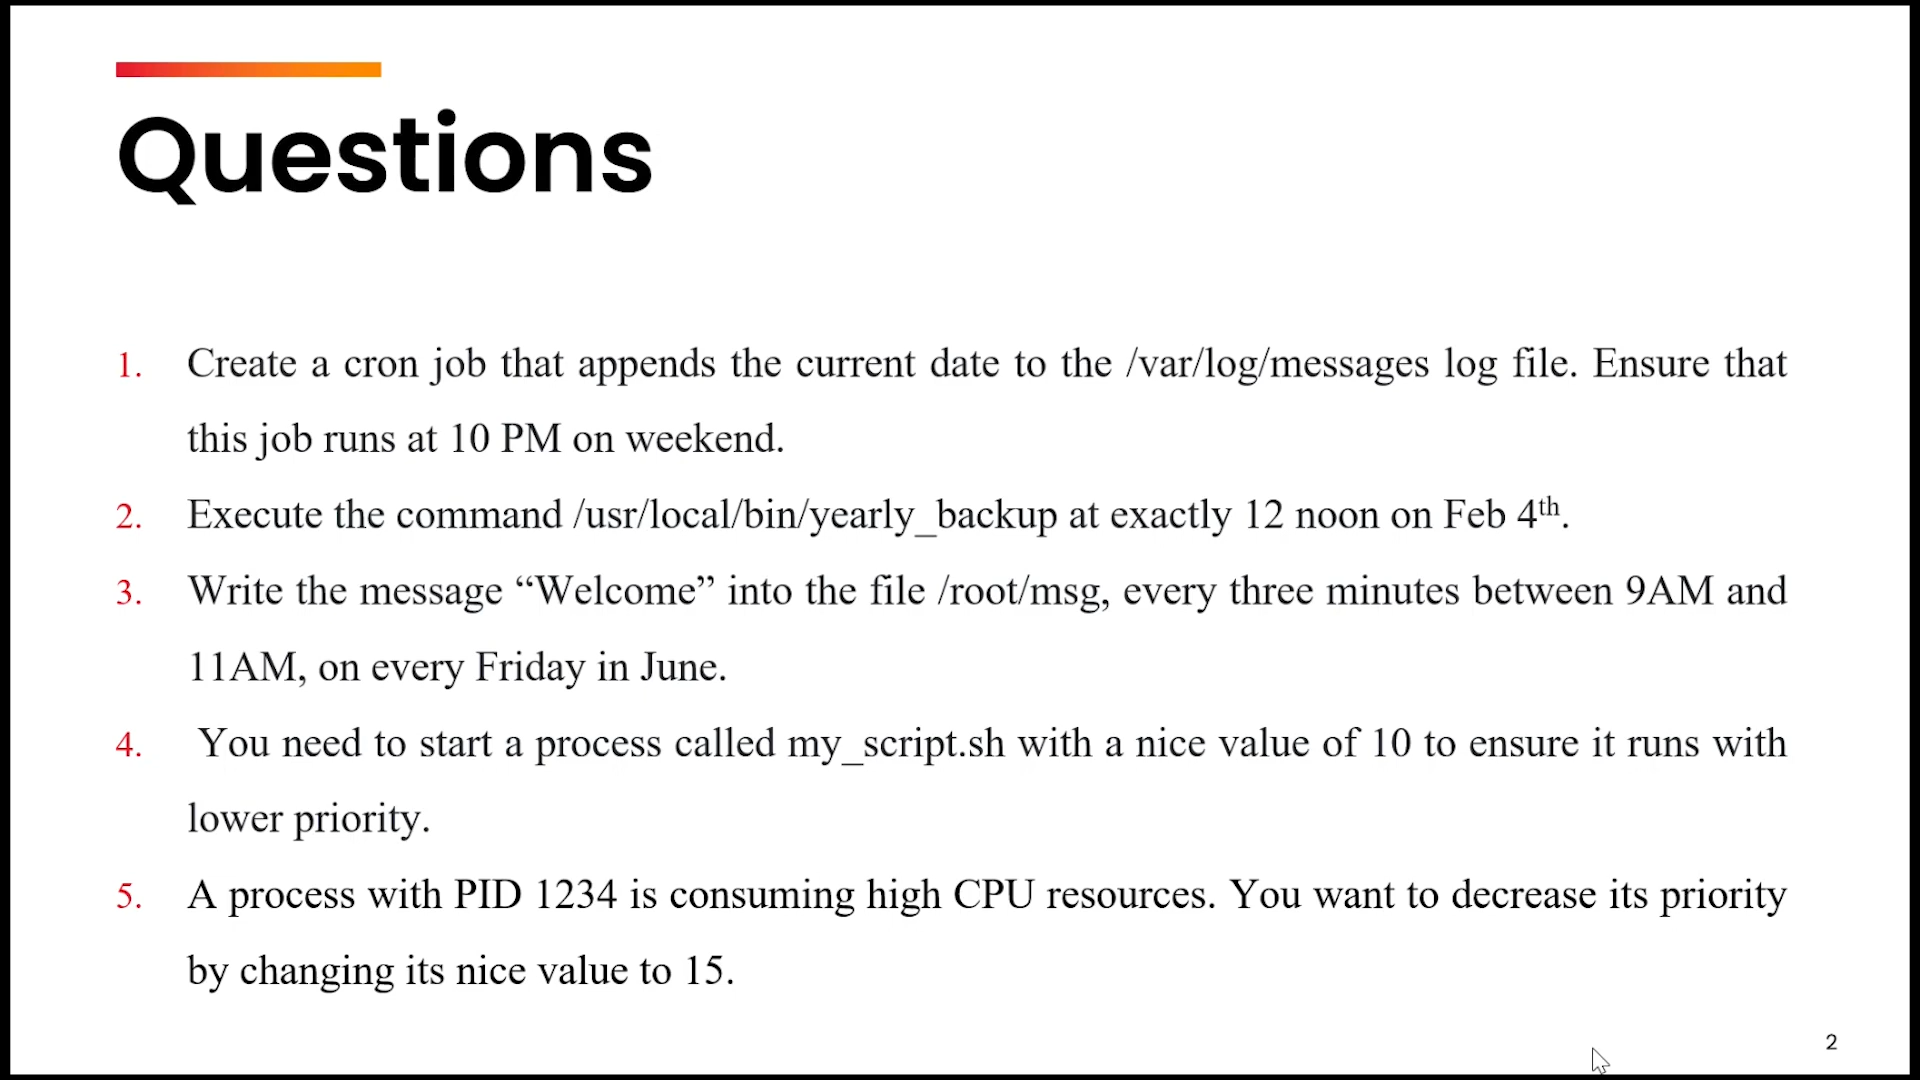 Questions
1. Create a cron job that appends the current date to the /var/log/messages log file. Ensure that
this job runs at 10 PM on weekend.
2. Execute the command /usr/local/bin/yearly_backup at exactly 12 noon on Feb 4th.
3. Write the message “Welcome” into the file /root/msg, every three minutes between 9AM and
11AM, on every Friday in June.
4. You need to start a process called my_script.sh with a nice value of 10 to ensure it runs with
lower priority.
5. A process with PID 1234 is consuming high CPU resources. You want to decrease its priority
by changing its nice value to 15.
2